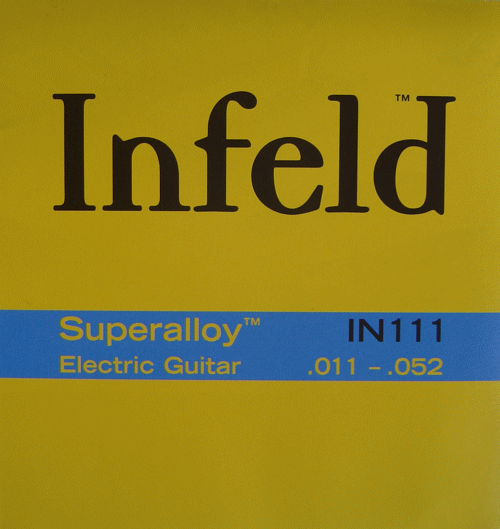 Infeld™
Superalloy™ IN111
Electric Guitar .011 – .052